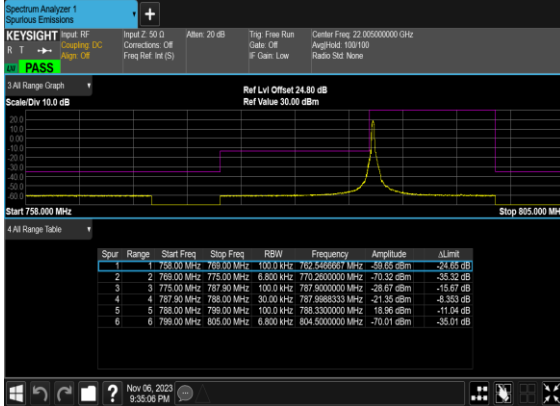 Spectrum Analyzer 1
Spurious Emissions
+
KEYSIGHT
R T
PASS
Input: RF
Coupling: DC
Align: Off
Input Z: 50 Ω
Corrections: Off
Freq Ref: Int (S)
Atten: 20 dB
Trig: Free Run
Gate: Off
IF Gain: Low
Center Freq: 22.005000000 GHz
Avg|Hold: 100/100
Radio Std: None
3 All Range Graph
Scale/Div 10.0 dB
Ref Lvl Offset 24.80 dB
Ref Value 30.00 dBm
20.0
10.0
0.00
-10.0
-20.0
-30.0
-40.0
-50.0
-60.0
Start 758.000 MHz
Stop 805.000 MH
4 All Range Table
Spur Range Start Freq Stop Freq RBW Frequency Amplitude ΔLimit
1 1 758.00 MHz 769.00 MHz 100.0 kHz 762.5466667 MHz -59.65 dBm -24.65 dB
2 2 769.00 MHz 775.00 MHz 6.800 kHz 770.2600000 MHz -70.32 dBm -35.32 dB
3 3 775.00 MHz 787.90 MHz 100.0 kHz 787.9000000 MHz -28.67 dBm -15.67 dB
4 4 787.90 MHz 788.00 MHz 30.00 kHz 787.9988333 MHz -21.35 dBm -8.353 dB
5 5 788.00 MHz 799.00 MHz 100.0 kHz 788.3300000 MHz 18.96 dBm -11.04 dB
6 6 799.00 MHz 805.00 MHz 6.800 kHz 804.5000000 MHz -70.01 dBm -35.01 dB
?
Nov 06, 2023
9:35:06 PM